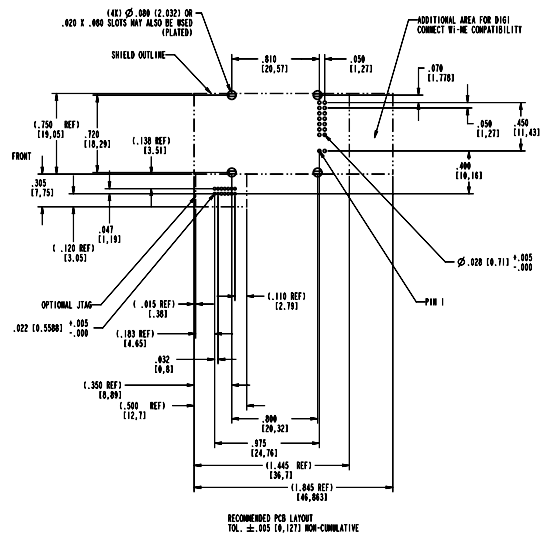 (4X) Ø.080 (2.032) OR
.020 X .080 SLOTS MAY ALSO BE USED
(PLATED)
SHIELD OUTLINE
ADDITIONAL AREA FOR DIGI
CONNECT Wi-ME COMPATIBILITY
.810
[20,57]
.050
[1,27]
.070
[1.778]
(.750 REF)
[19,05]
.720
[18,29]
(.138 REF)
[3.51]
.050
[1,27]
.450
[11,43]
FRONT
.305
[7,75]
.400
[10,16]
.047
[1,19]
(.120 REF)
[3.05]
Ø.028 [0.71] +.005
-.000
OPTIONAL JTAG
(.015 REF)
[.38]
(.110 REF)
[2.79]
PIN 1
.022 [0.5588] +.005
-.000
(.183 REF)
[4.65]
.032
[0,8]
(.350 REF)
[8,89]
(.500 REF)
[12,7]
.800
[20,32]
.975
[24,76]
(1.445 REF)
[36,7]
(1.845 REF)
[46,863]
RECOMMENDED PCB LAYOUT
TOL. ±.005 [0,127] NON-CUMULATIVE